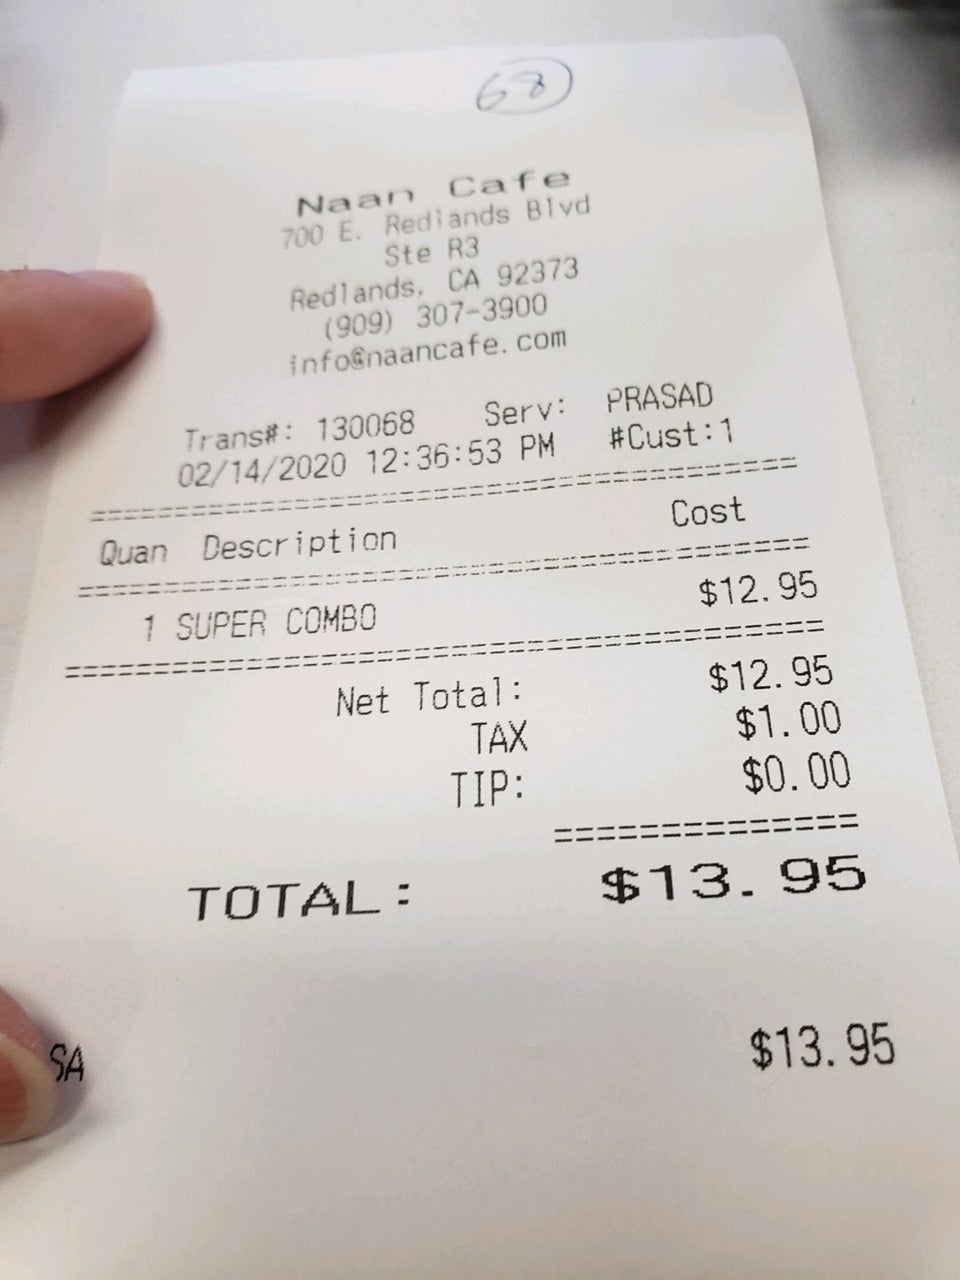 68
Naan Cafe
700 E. Redlands Blvd
Ste R3
Redlands, CA 92373
(909) 307-3900
info@naancafe.com
Trans#: 130068 Serv: PRASAD
02/14/2020 12:36:53 PM #Cust:1
Quan Description Cost
1 SUPER COMBO $12.95
Net Total: $12.95
TAX $1.00
TIP: $0.00
TOTAL: $13.95
SA $13.95